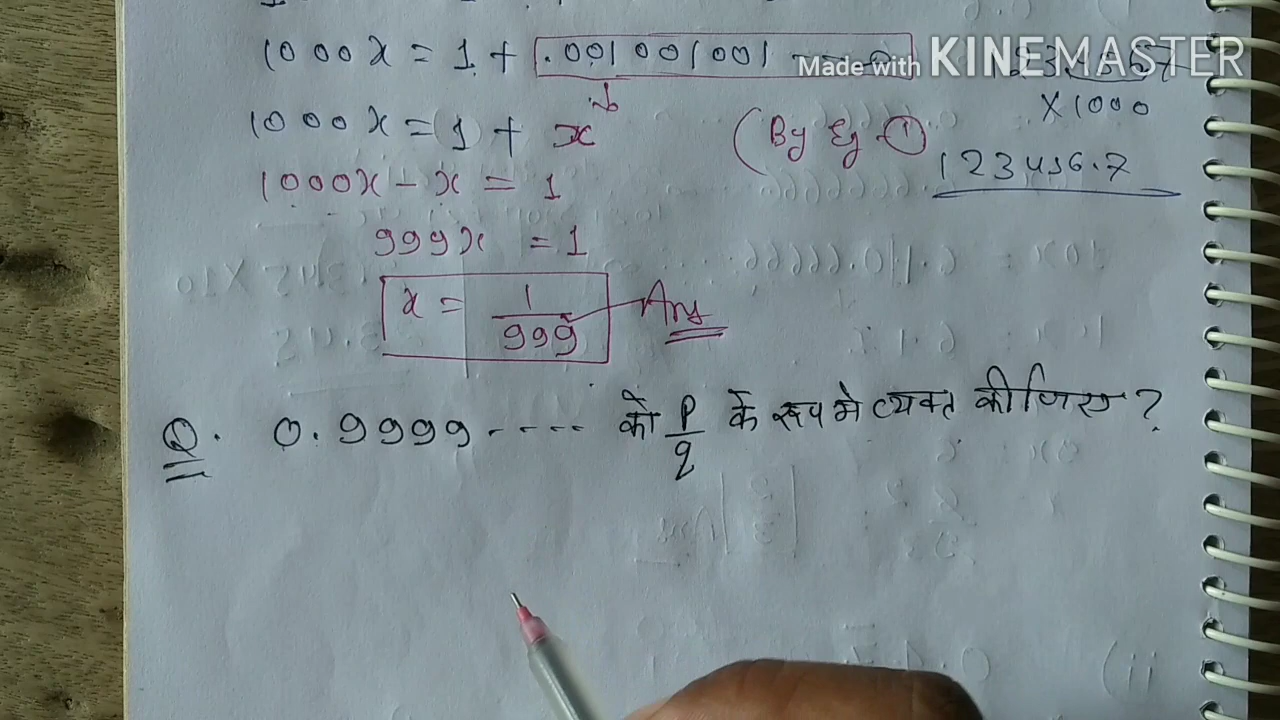 1000x = 1 + .001001001
Made with KINEMASTER
×1000
1000x = 1 + x (By Eq - ①)
123456.7
1000x - x = 1
999x = 1
x = 1/999 Ans
Q. 0.9999 ----- को P/q के रूप मे व्यक्त कीजिए?